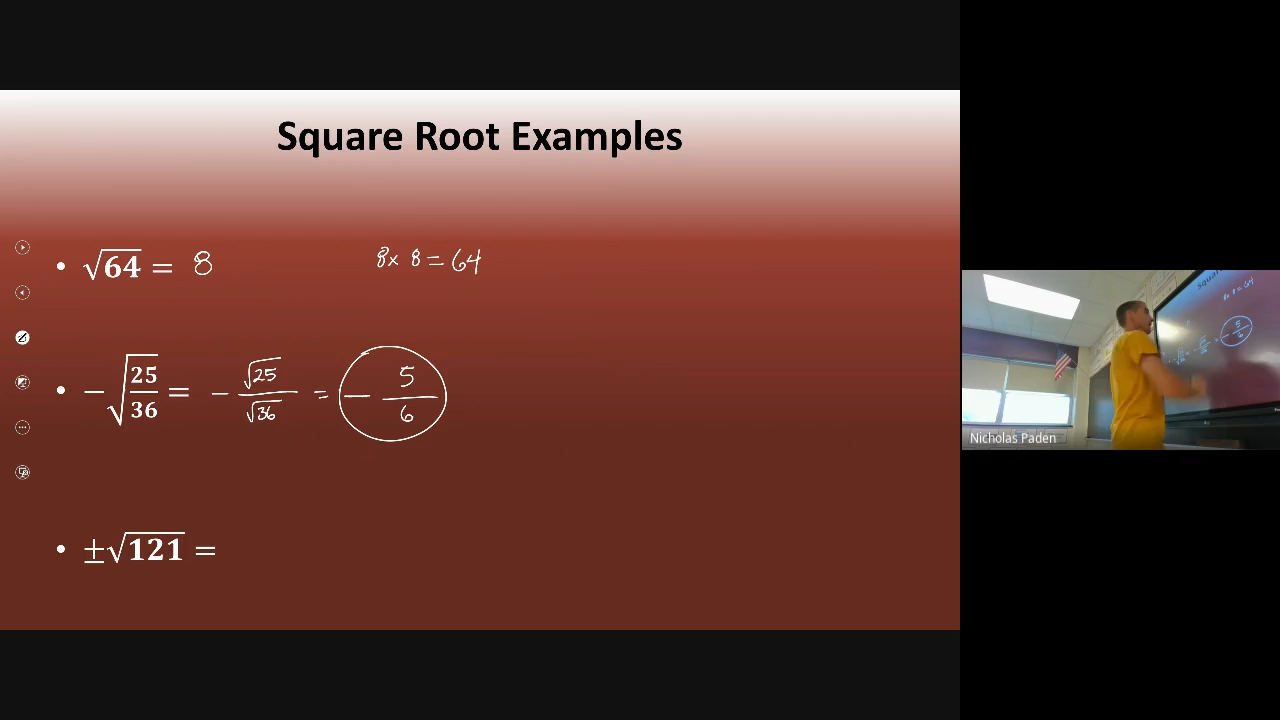 Square Root Examples
• √64 = 8
8 x 8 = 64
• -√(25/36) = - √25/√36 = - 5/6
• ±√121 =
Nicholas Paden